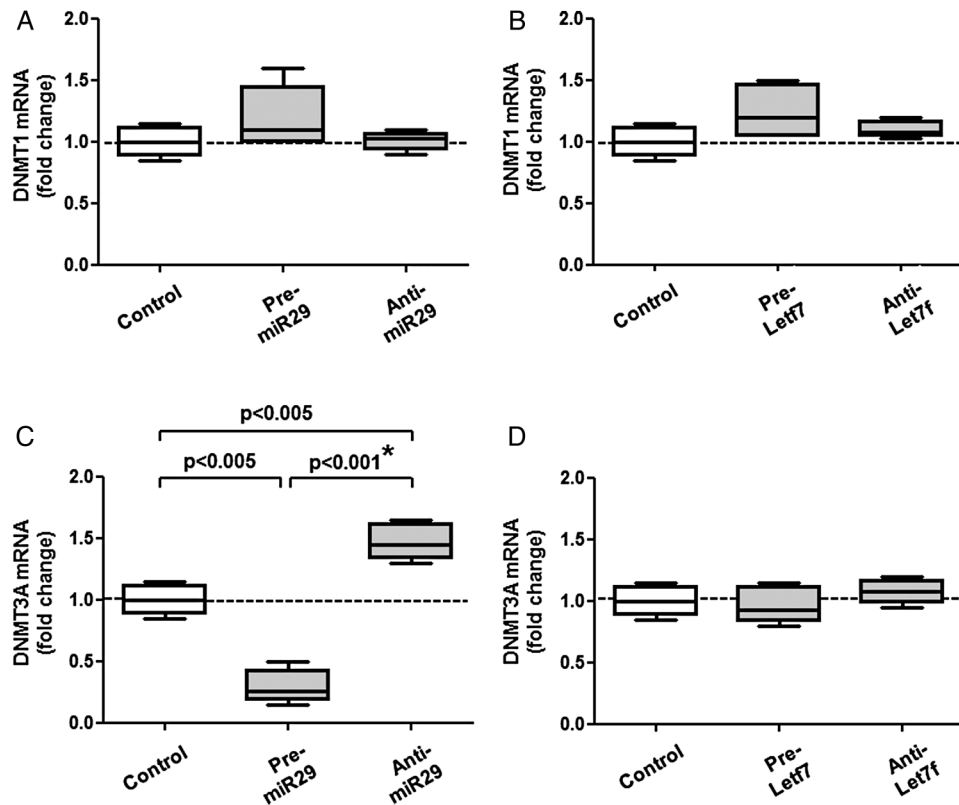 A
DNMT1 mRNA
(fold change)
2.0
1.5
1.0
0.5
0.0
Control
Pre-
miR29
Anti-
miR29
B
DNMT1 mRNA
(fold change)
2.0
1.5
1.0
0.5
0.0
Control
Pre-
Letf7
Anti-
Let7f
C
p<0.005
p<0.005
p<0.001*
DNMT3A mRNA
(fold change)
2.0
1.5
1.0
0.5
0.0
Control
Pre-
miR29
Anti-
miR29
D
DNMT3A mRNA
(fold change)
2.0
1.5
1.0
0.5
0.0
Control
Pre-
Letf7
Anti-
Let7f